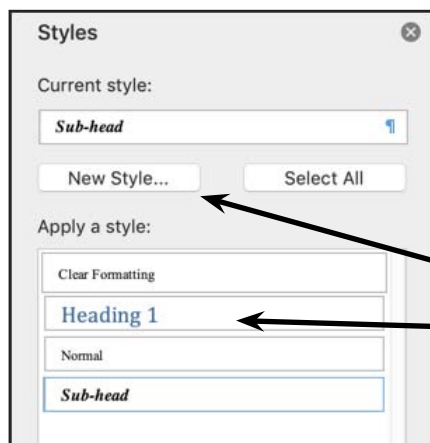 Styles
Current style:
Sub-head ¶
New Style... Select All
Apply a style:
Clear Formatting
Heading 1
Normal
Sub-head